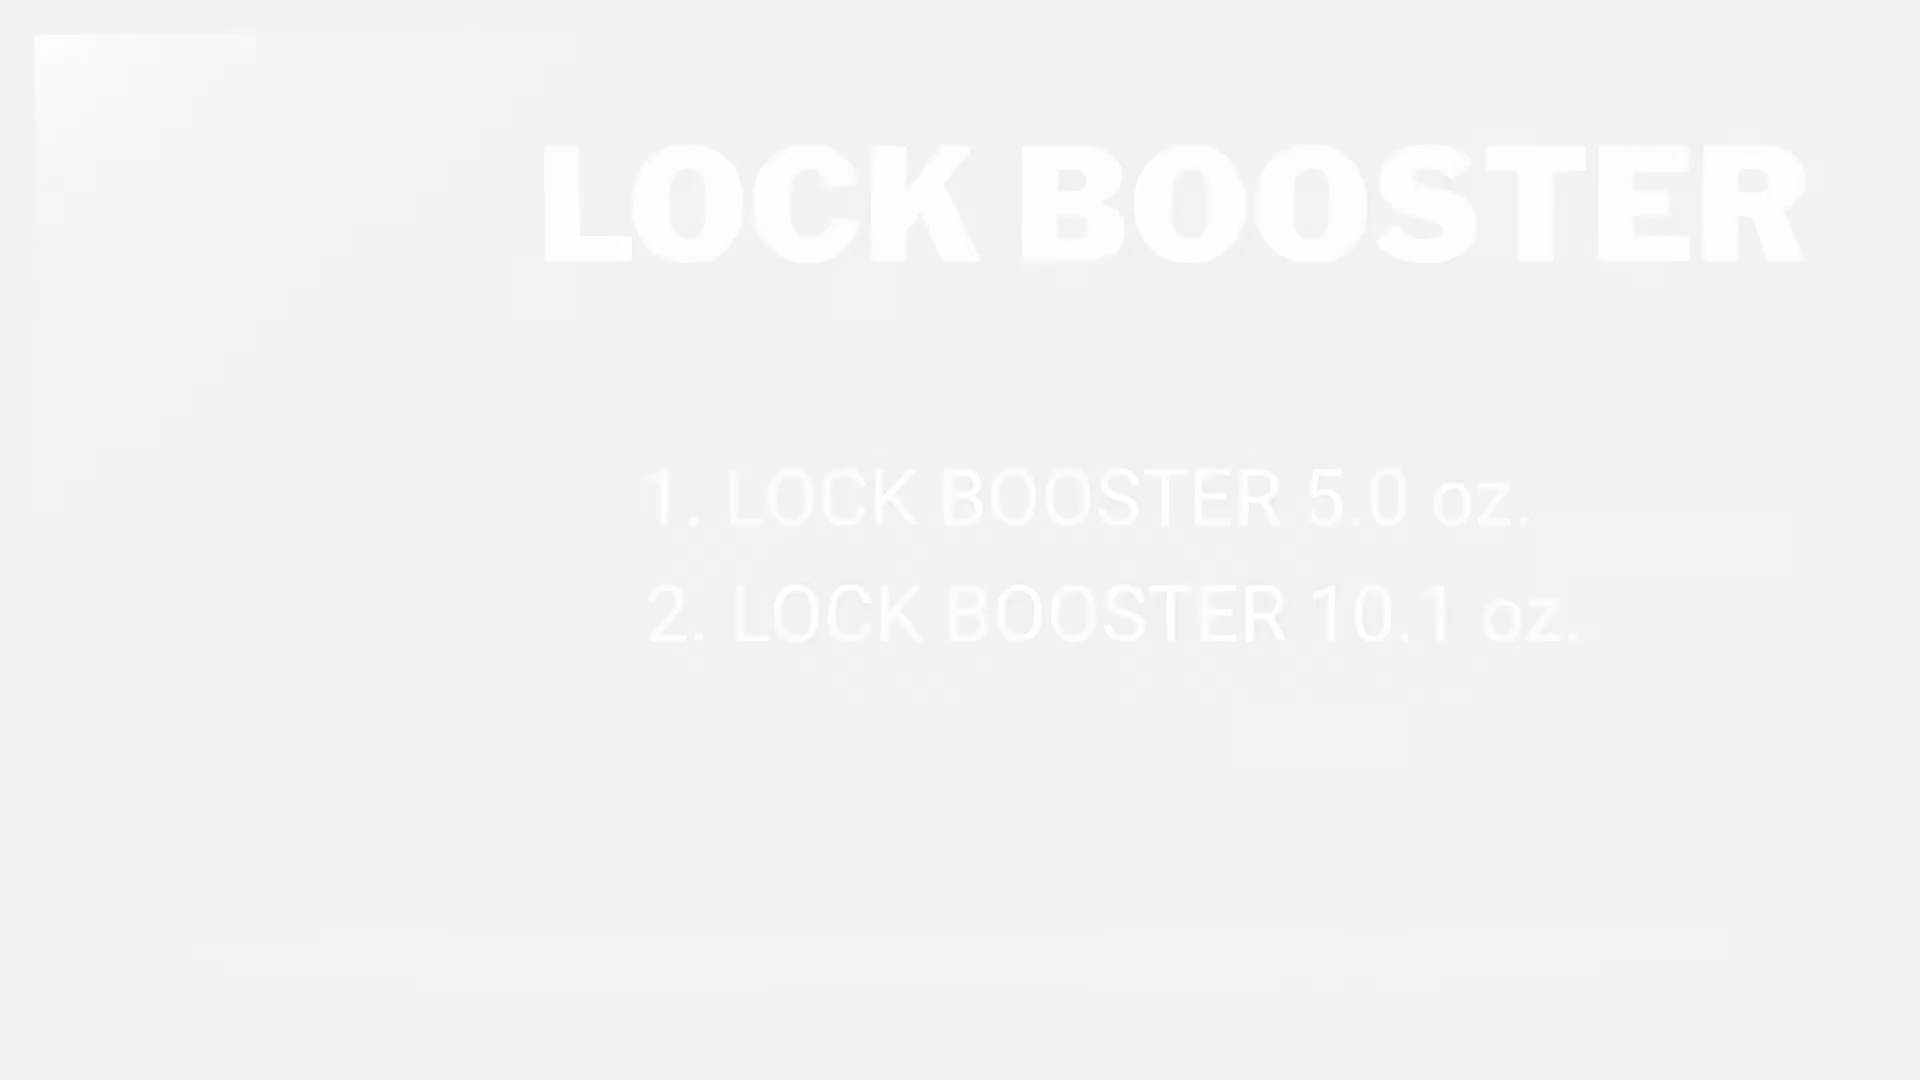 LOCK BOOSTER
1. LOCK BOOSTER 5.0 oz.
2. LOCK BOOSTER 10.1 oz.